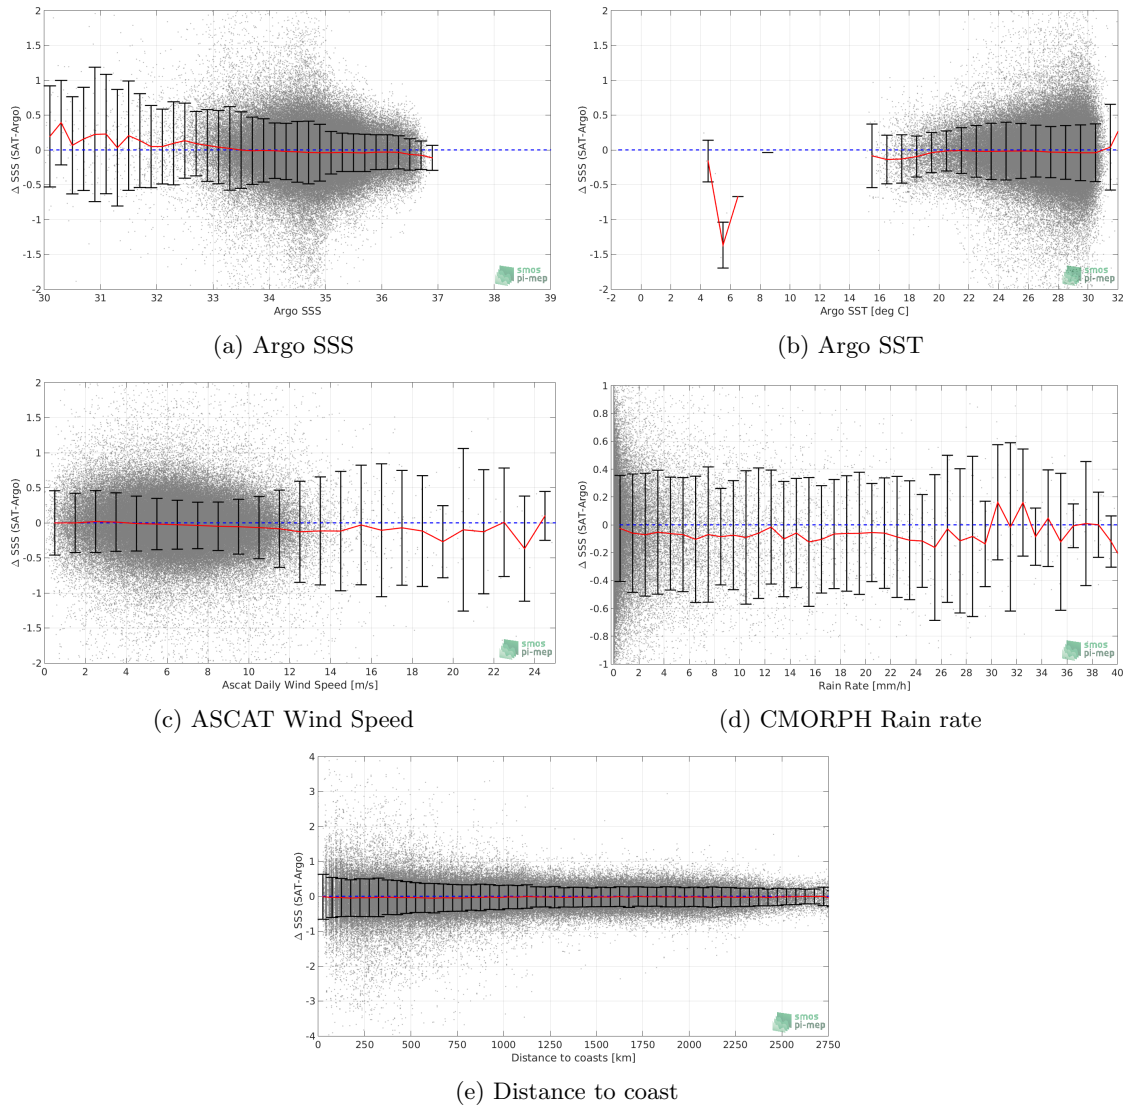 2
1.5
1
0.5
0
-0.5
-1
-1.5
-2
Δ SSS (SAT-Argo)
30 31 32 33 34 35 36 37 38 39
Argo SSS
smos
pi-mep
(a) Argo SSS
2
1.5
1
0.5
0
-0.5
-1
-1.5
-2
Δ SSS (SAT-Argo)
-2 0 2 4 6 8 10 12 14 16 18 20 22 24 26 28 30 32
Argo SST [deg C]
smos
pi-mep
(b) Argo SST
2
1.5
1
0.5
0
-0.5
-1
-1.5
-2
Δ SSS (SAT-Argo)
0 2 4 6 8 10 12 14 16 18 20 22 24
Ascat Daily Wind Speed [m/s]
smos
pi-mep
(c) ASCAT Wind Speed
1
0.8
0.6
0.4
0.2
0
-0.2
-0.4
-0.6
-0.8
-1
Δ SSS (SAT-Argo)
0 2 4 6 8 10 12 14 16 18 20 22 24 26 28 30 32 34 36 38 40
Rain Rate [mm/h]
smos
pi-mep
(d) CMORPH Rain rate
4
3
2
1
0
-1
-2
-3
-4
Δ SSS (SAT-Argo)
0 250 500 750 1000 1250 1500 1750 2000 2250 2500 2750
Distance to coasts [km]
smos
pi-mep
(e) Distance to coast